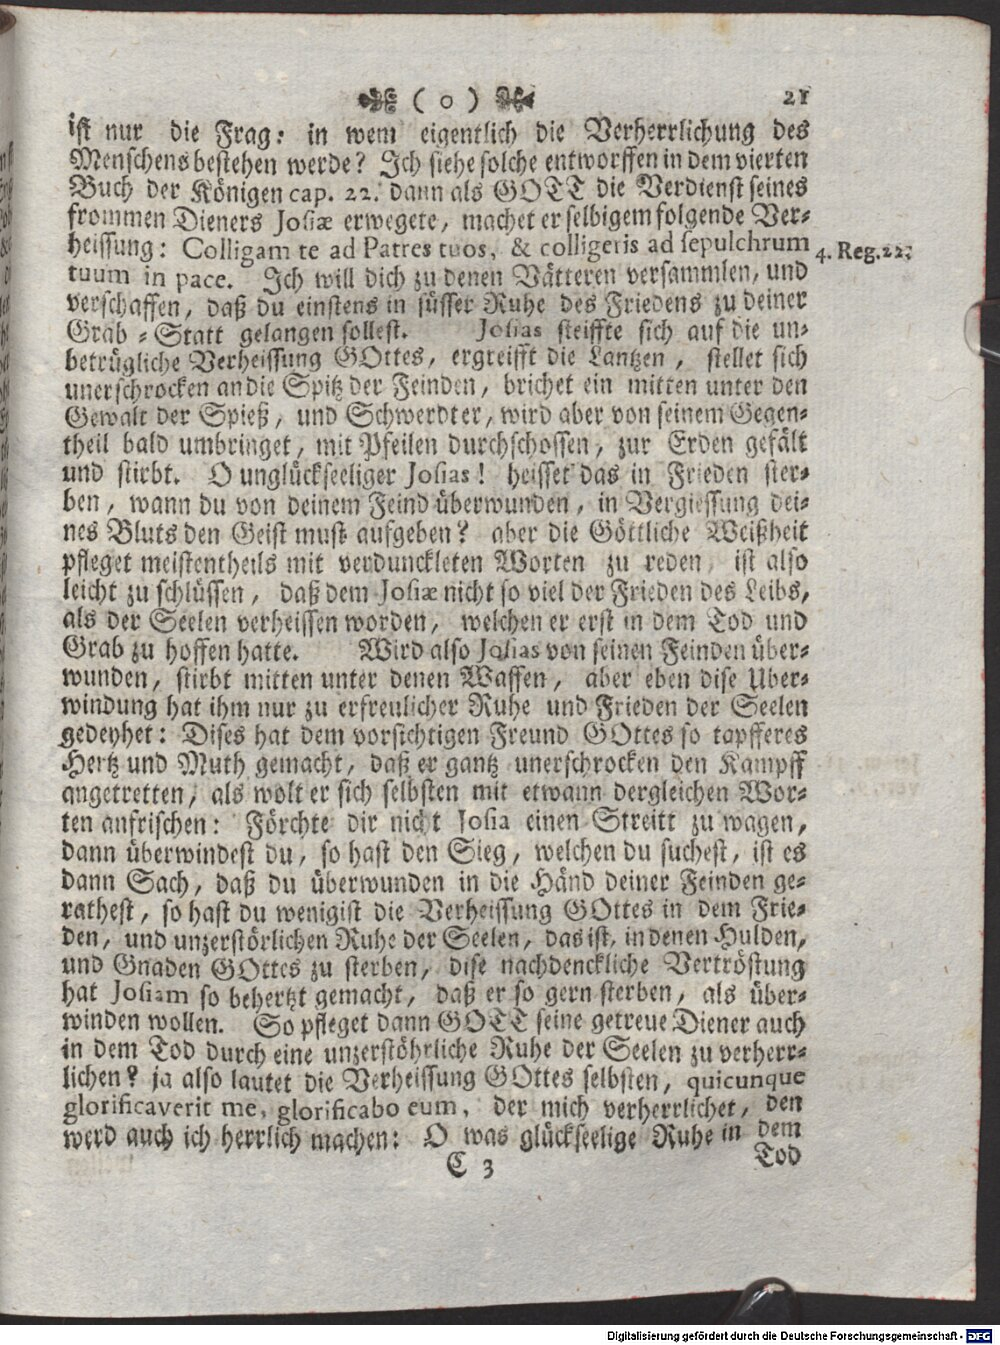 ( o ) 21
ist nur die Frag: in wem eigentlich die Verherrlichung des
Menschens bestehen werde? Ich siehe solche entworffen in dem vierten
Buch der Königen cap. 22. dann als GOTT die Verdienst seines
frommen Dieners Josiæ erwegete, machet er selbigem folgende Ver-
heissung: Colligam te ad Patres tuos, & colligeris ad sepulchrum
4. Reg. 22.
tuum in pace. Ich will dich zu denen Vätteren versammlen, und
verschaffen, daß du einstens in süsser Ruhe des Friedens zu deiner
Grab-Statt gelangen sollest. Josias steiffte sich auf die un-
betrügliche Verheissung GOttes, ergreifft die Lantzen, stellet sich
unerschrocken an die Spitz der Feinden, brichet ein mitten unter den
Gewalt der Spieß, und Schwerdter, wird aber von seinem Gegen-
theil bald umbringet, mit Pfeilen durchschossen, zur Erden gefält
und stirbt. O unglückseeliger Josias! heisset das in Frieden ster-
ben, wann du von deinem Feind überwunden, in Vergiessung dei-
nes Bluts den Geist must aufgeben? aber die Göttliche Weißheit
pfleget meistentheils mit verdunckleten Worten zu reden, ist also
leicht zu schlüssen, daß dem Josiæ nicht so viel der Frieden des Leibs,
als der Seelen verheissen worden, welchen er erst in dem Tod und
Grab zu hoffen hatte. Wird also Josias von seinen Feinden über-
wunden, stirbt mitten unter denen Waffen, aber eben dise Uber-
windung hat ihm nur zu erfreulicher Ruhe und Frieden der Seelen
gedeyhet: Dises hat dem vorsichtigen Freund GOttes so tapfferes
Hertz und Muth gemacht, daß er gantz unerschrocken den Kampff
angetretten, als wolt er sich selbsten mit etwann dergleichen Wor-
ten anfrischen: Förchte dir nicht Josia einen Streitt zu wagen,
dann überwindest du, so hast den Sieg, welchen du suchest, ist es
dann Sach, daß du überwunden in die Händ deiner Feinden ge-
rathest, so hast du wenigist die Verheissung GOttes in dem Frie-
den, und unzerstörlichen Ruhe der Seelen, das ist, in denen Hulden,
und Gnaden GOttes zu sterben, dise nachdenckliche Vertröstung
hat Josiam so behertzt gemacht, daß er so gern sterben, als über-
winden wollen. So pfleget dann GOTT seine getreue Diener auch
in dem Tod durch eine unzerstöhrliche Ruhe der Seelen zu verherr-
lichen? ja also lautet die Verheissung GOttes selbsten, quicunque
glorificaverit me, glorificabo eum, der mich verherrlichet, den
werd auch ich herrlich machen: O was glückseelige Ruhe in dem
C 3 Tod
Digitalisierung gefördert durch die Deutsche Forschungsgemeinschaft - DFG